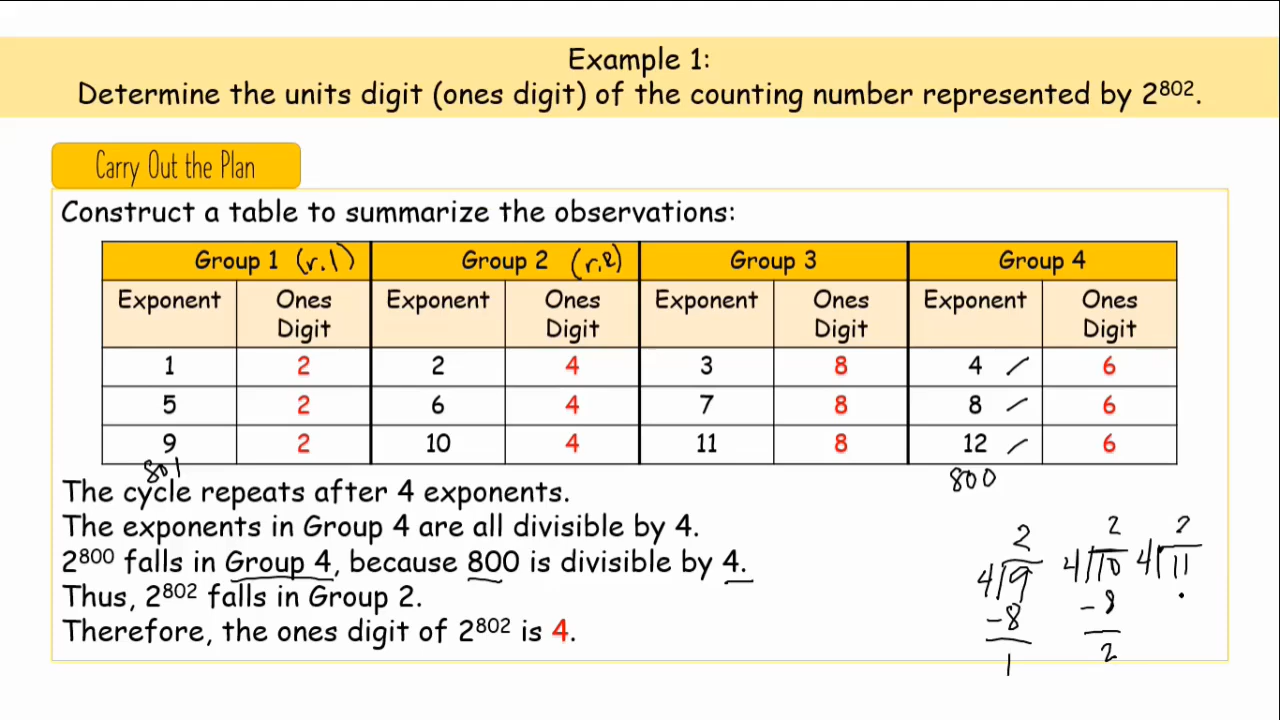 Example 1:
Determine the units digit (ones digit) of the counting number represented by 2⁸⁰².
Carry Out the Plan
Construct a table to summarize the observations:
Group 1 (r.1) Group 2 (r.2) Group 3 Group 4
Exponent Ones Digit Exponent Ones Digit Exponent Ones Digit Exponent Ones Digit
1 2 2 4 3 8 4 6
5 2 6 4 7 8 8 6
9 2 10 4 11 8 12 6
801 800
The cycle repeats after 4 exponents.
The exponents in Group 4 are all divisible by 4.
2⁸⁰⁰ falls in Group 4, because 800 is divisible by 4.
Thus, 2⁸⁰² falls in Group 2.
Therefore, the ones digit of 2⁸⁰² is 4.
2 2 2
4 9 4 10 4 11
-8 -8
1 2